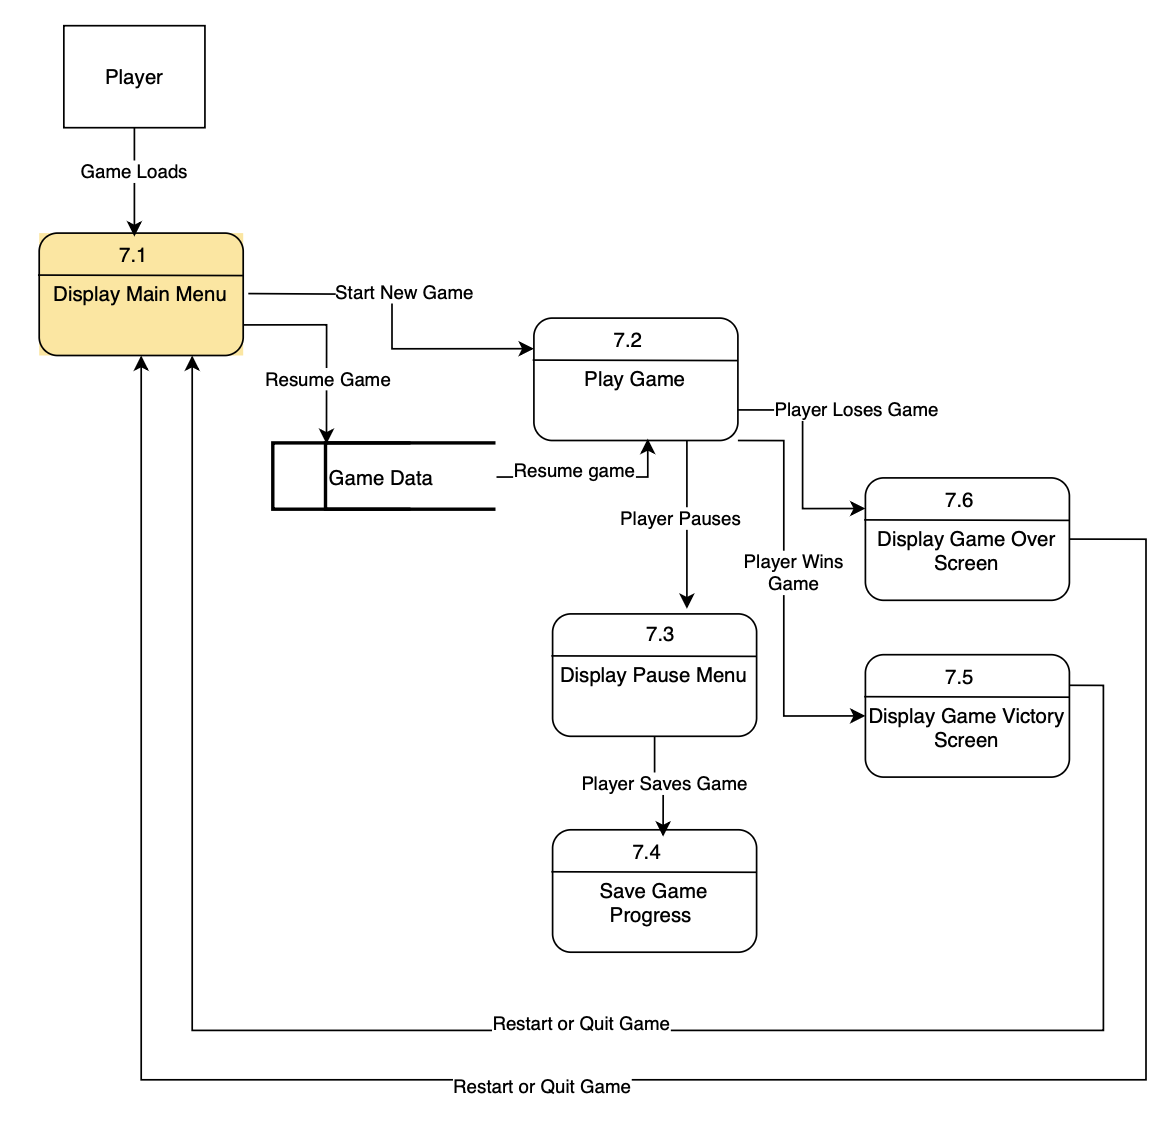 Player
Game Loads
7.1
Display Main Menu
Start New Game
Resume Game
7.2
Play Game
Player Loses Game
Game Data
Resume game
Player Pauses
7.6
Display Game Over
Screen
Player Wins
Game
7.3
Display Pause Menu
7.5
Display Game Victory
Screen
Player Saves Game
7.4
Save Game
Progress
Restart or Quit Game
Restart or Quit Game